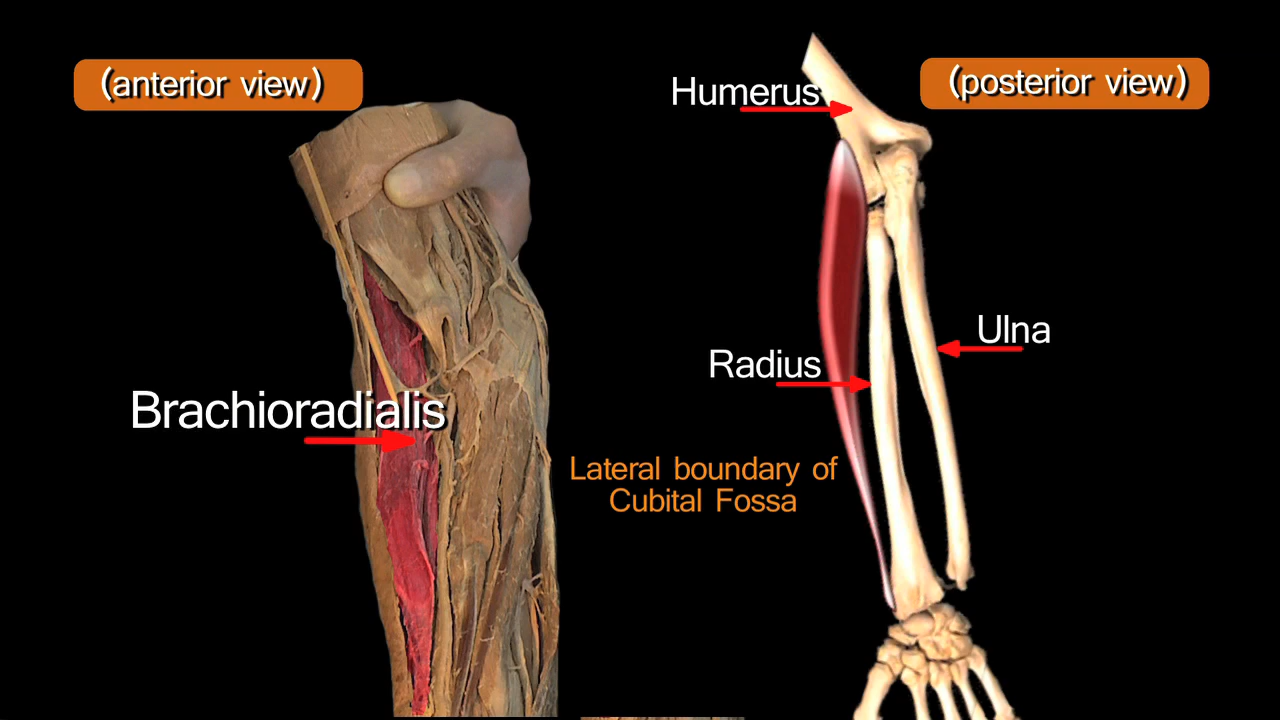 (anterior view)
(posterior view)
Humerus
Ulna
Radius
Brachioradialis
Lateral boundary of
Cubital Fossa